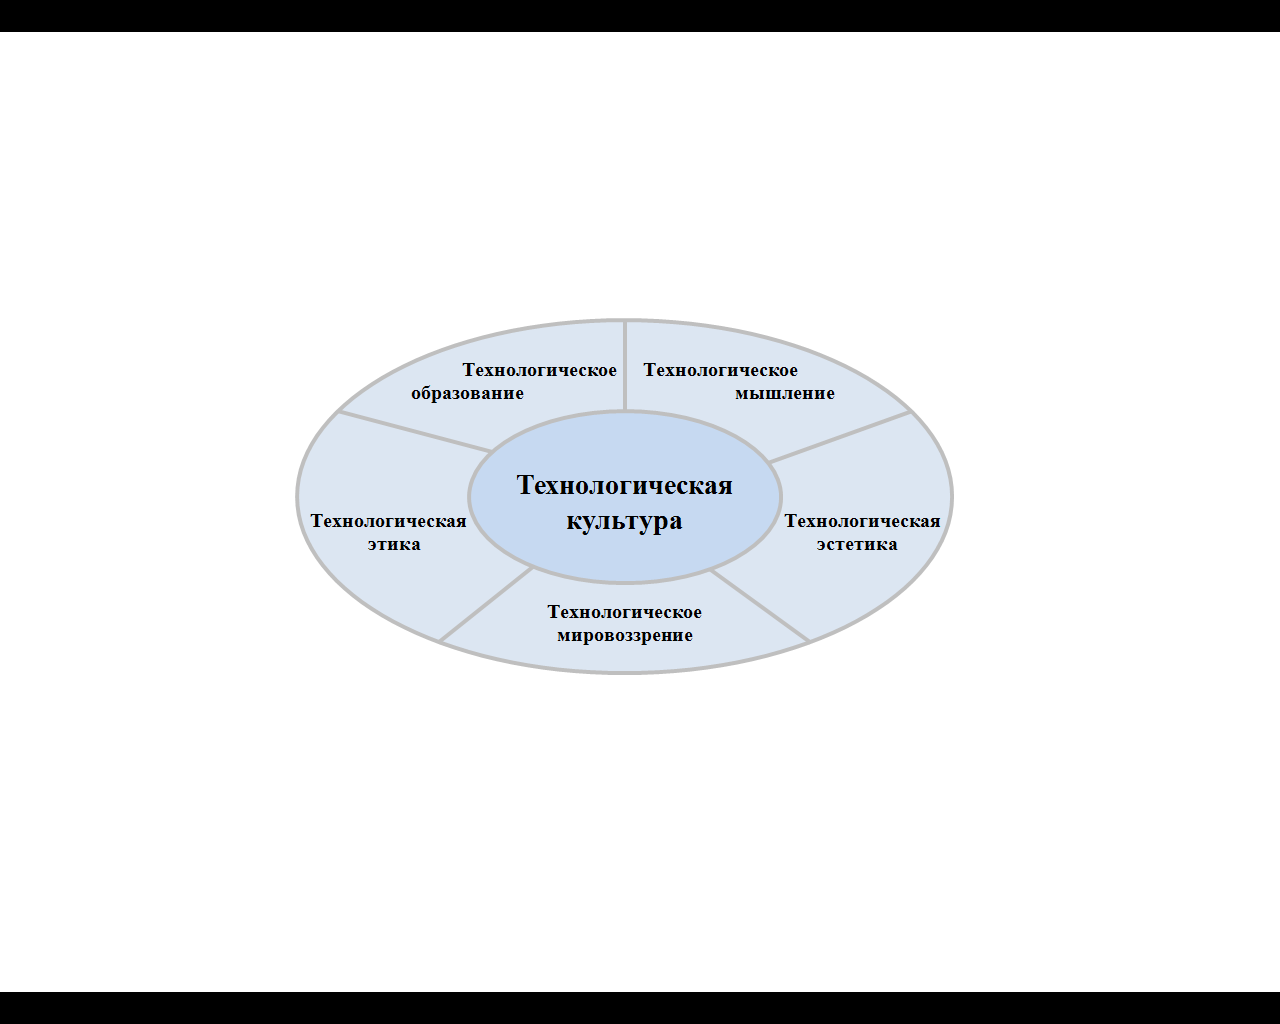 Технологическое
образование
Технологическое
мышление
Технологическая
культура
Технологическая
этика
Технологическая
эстетика
Технологическое
мировоззрение